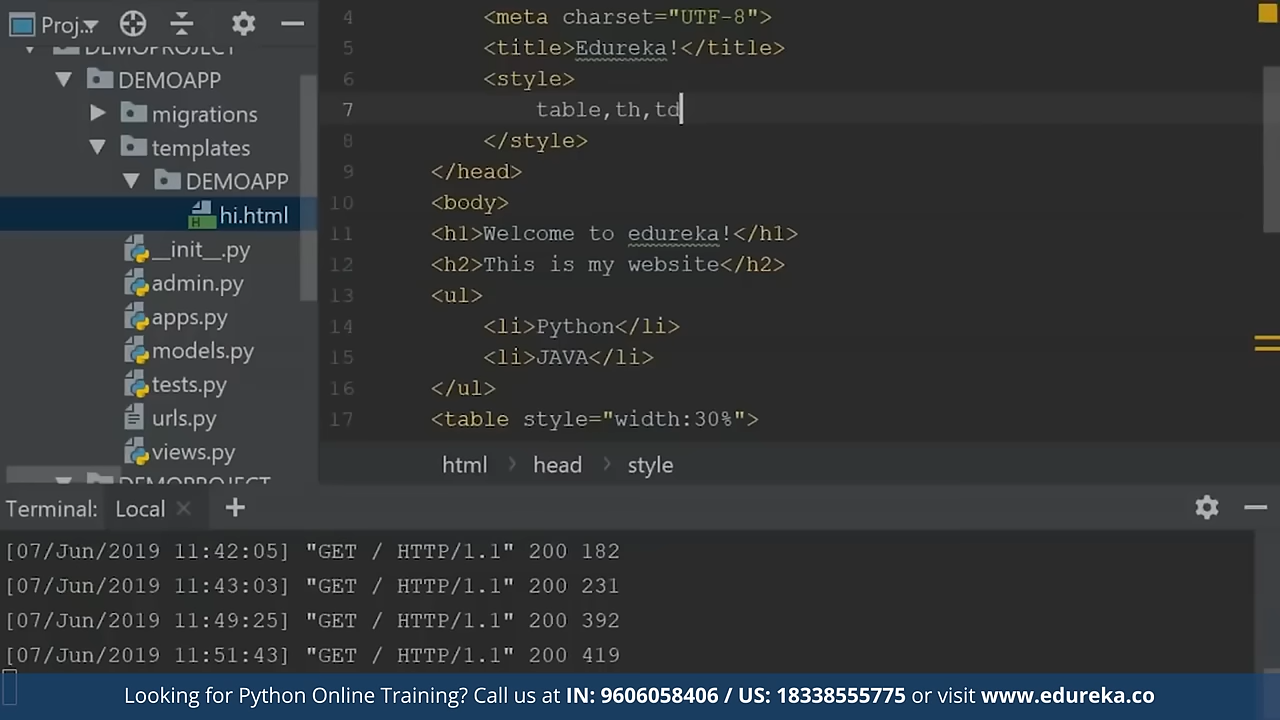 Proj..
DEMOPROJECT
DEMOAPP
migrations
templates
DEMOAPP
hi.html
__init__.py
admin.py
apps.py
models.py
tests.py
urls.py
views.py
DEMOPROJECT
4 <meta charset="UTF-8">
5 <title>Edureka!</title>
6 <style>
7 table,th,td
8 </style>
9 </head>
10 <body>
11 <h1>Welcome to edureka!</h1>
12 <h2>This is my website</h2>
13 <ul>
14 <li>Python</li>
15 <li>JAVA</li>
16 </ul>
17 <table style="width:30%">
html > head > style
Terminal: Local × +
[07/Jun/2019 11:42:05] "GET / HTTP/1.1" 200 182
[07/Jun/2019 11:43:03] "GET / HTTP/1.1" 200 231
[07/Jun/2019 11:49:25] "GET / HTTP/1.1" 200 392
[07/Jun/2019 11:51:43] "GET / HTTP/1.1" 200 419
Looking for Python Online Training? Call us at IN: 9606058406 / US: 18338555775 or visit www.edureka.co